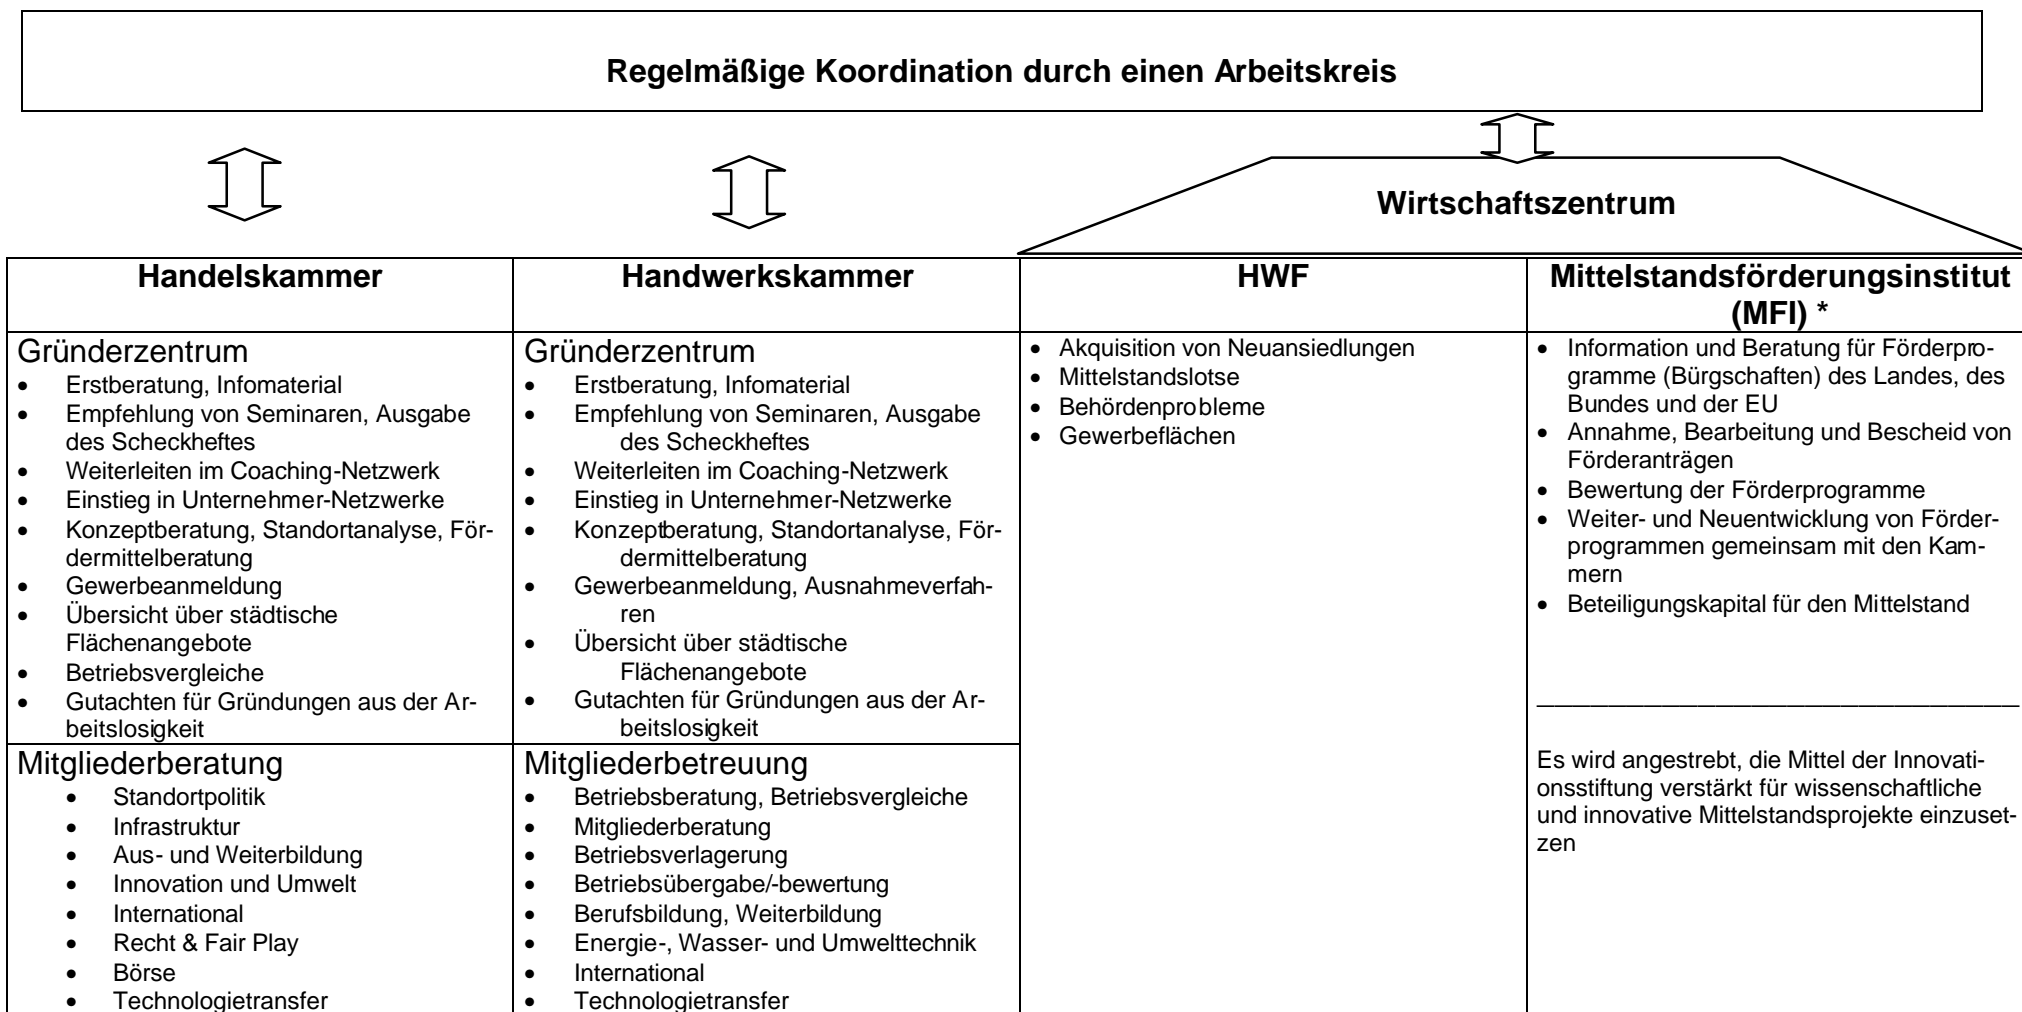 Regelmäßige Koordination durch einen Arbeitskreis
Wirtschaftszentrum
Handelskammer
Gründerzentrum
• Erstberatung, Infomaterial
• Empfehlung von Seminaren, Ausgabe
des Scheckheftes
• Weiterleiten im Coaching-Netzwerk
• Einstieg in Unternehmer-Netzwerke
• Konzeptberatung, Standortanalyse, För-
dermittelberatung
• Gewerbeanmeldung
• Übersicht über städtische
Flächenangebote
• Betriebsvergleiche
• Gutachten für Gründungen aus der Ar-
beitslosigkeit
Mitgliederberatung
• Standortpolitik
• Infrastruktur
• Aus- und Weiterbildung
• Innovation und Umwelt
• International
• Recht & Fair Play
• Börse
• Technologietransfer
Handwerkskammer
Gründerzentrum
• Erstberatung, Infomaterial
• Empfehlung von Seminaren, Ausgabe
des Scheckheftes
• Weiterleiten im Coaching-Netzwerk
• Einstieg in Unternehmer-Netzwerke
• Konzeptberatung, Standortanalyse, För-
dermittelberatung
• Gewerbeanmeldung, Ausnahmeverfah-
ren
• Übersicht über städtische
Flächenangebote
• Gutachten für Gründungen aus der Ar-
beitslosigkeit
Mitgliederbetreuung
• Betriebsberatung, Betriebsvergleiche
• Mitgliederberatung
• Betriebsverlagerung
• Betriebsübergabe/-bewertung
• Berufsbildung, Weiterbildung
• Energie-, Wasser- und Umwelttechnik
• International
• Technologietransfer
HWF
• Akquisition von Neuansiedlungen
• Mittelstandslotse
• Behördenprobleme
• Gewerbeflächen
Mittelstandsförderungsinstitut
(MFI) *
• Information und Beratung für Förderpro-
gramme (Bürgschaften) des Landes, des
Bundes und der EU
• Annahme, Bearbeitung und Bescheid von
Förderanträgen
• Bewertung der Förderprogramme
• Weiter- und Neuentwicklung von Förder-
programmen gemeinsam mit den Kam-
mern
• Beteiligungskapital für den Mittelstand
Es wird angestrebt, die Mittel der Innovati-
onsstiftung verstärkt für wissenschaftliche
und innovative Mittelstandsprojekte einzuset-
zen